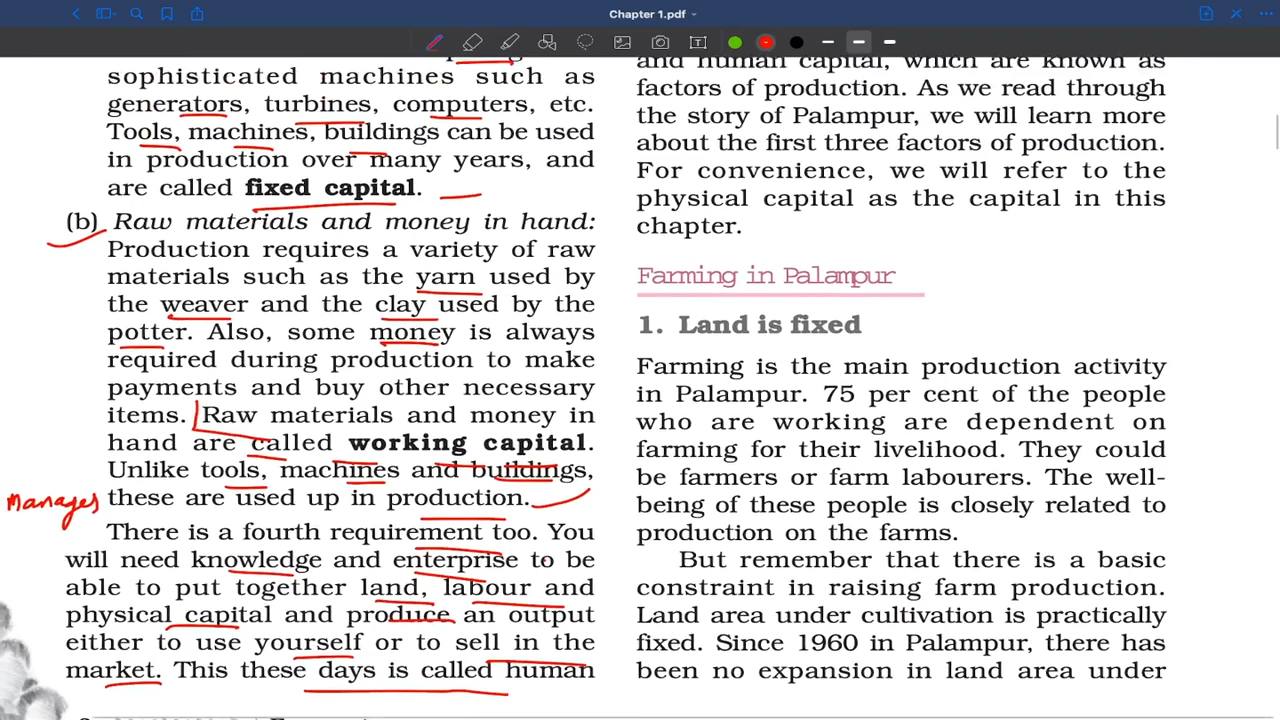 Chapter 1.pdf
sophisticated machines such as
generators, turbines, computers, etc.
Tools, machines, buildings can be used
in production over many years, and
are called fixed capital.
(b) Raw materials and money in hand:
Production requires a variety of raw
materials such as the yarn used by
the weaver and the clay used by the
potter. Also, some money is always
required during production to make
payments and buy other necessary
items. Raw materials and money in
hand are called working capital.
Unlike tools, machines and buildings,
Manages
these are used up in production.
There is a fourth requirement too. You
will need knowledge and enterprise to be
able to put together land, labour and
physical capital and produce an output
either to use yourself or to sell in the
market. This these days is called human
and human capital, which are known as
factors of production. As we read through
the story of Palampur, we will learn more
about the first three factors of production.
For convenience, we will refer to the
physical capital as the capital in this
chapter.
Farming in Palampur
1. Land is fixed
Farming is the main production activity
in Palampur. 75 per cent of the people
who are working are dependent on
farming for their livelihood. They could
be farmers or farm labourers. The well-
being of these people is closely related to
production on the farms.
But remember that there is a basic
constraint in raising farm production.
Land area under cultivation is practically
fixed. Since 1960 in Palampur, there has
been no expansion in land area under